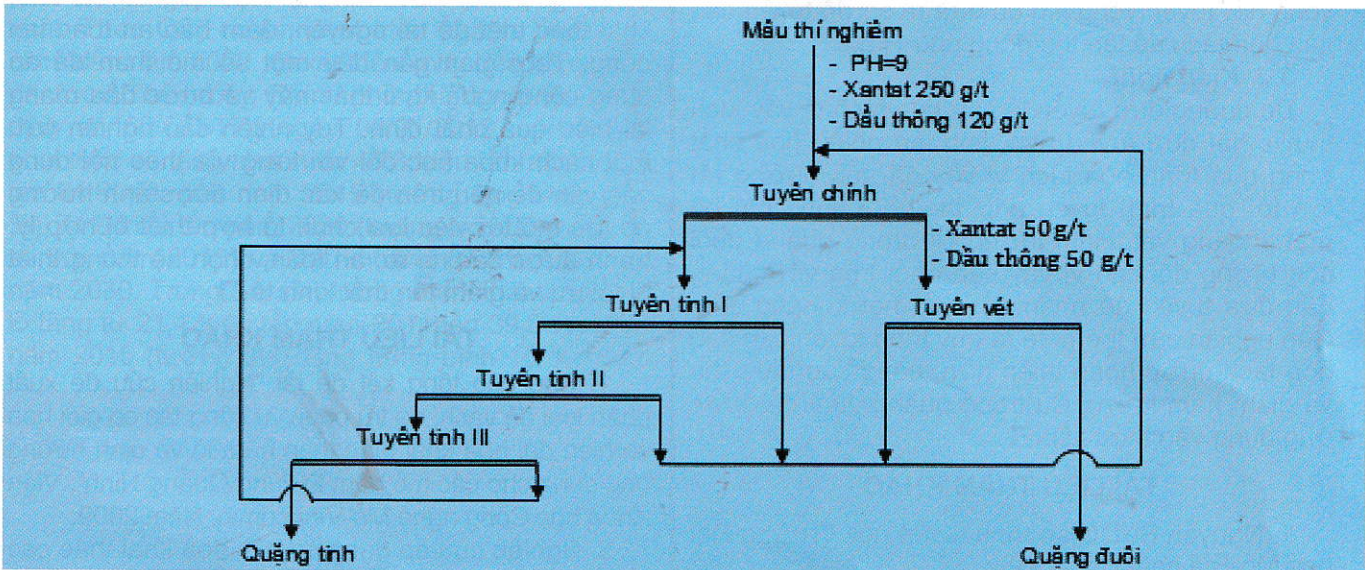 Mẫu thí nghiệm
- PH=9
- Xantat 250 g/t
- Dầu thông 120 g/t
Tuyển chính
- Xantat 50 g/t
- Dầu thông 50 g/t
Tuyển tinh I
Tuyển vét
Tuyển tinh II
Tuyển tinh III
Quặng tinh
Quặng đuôi